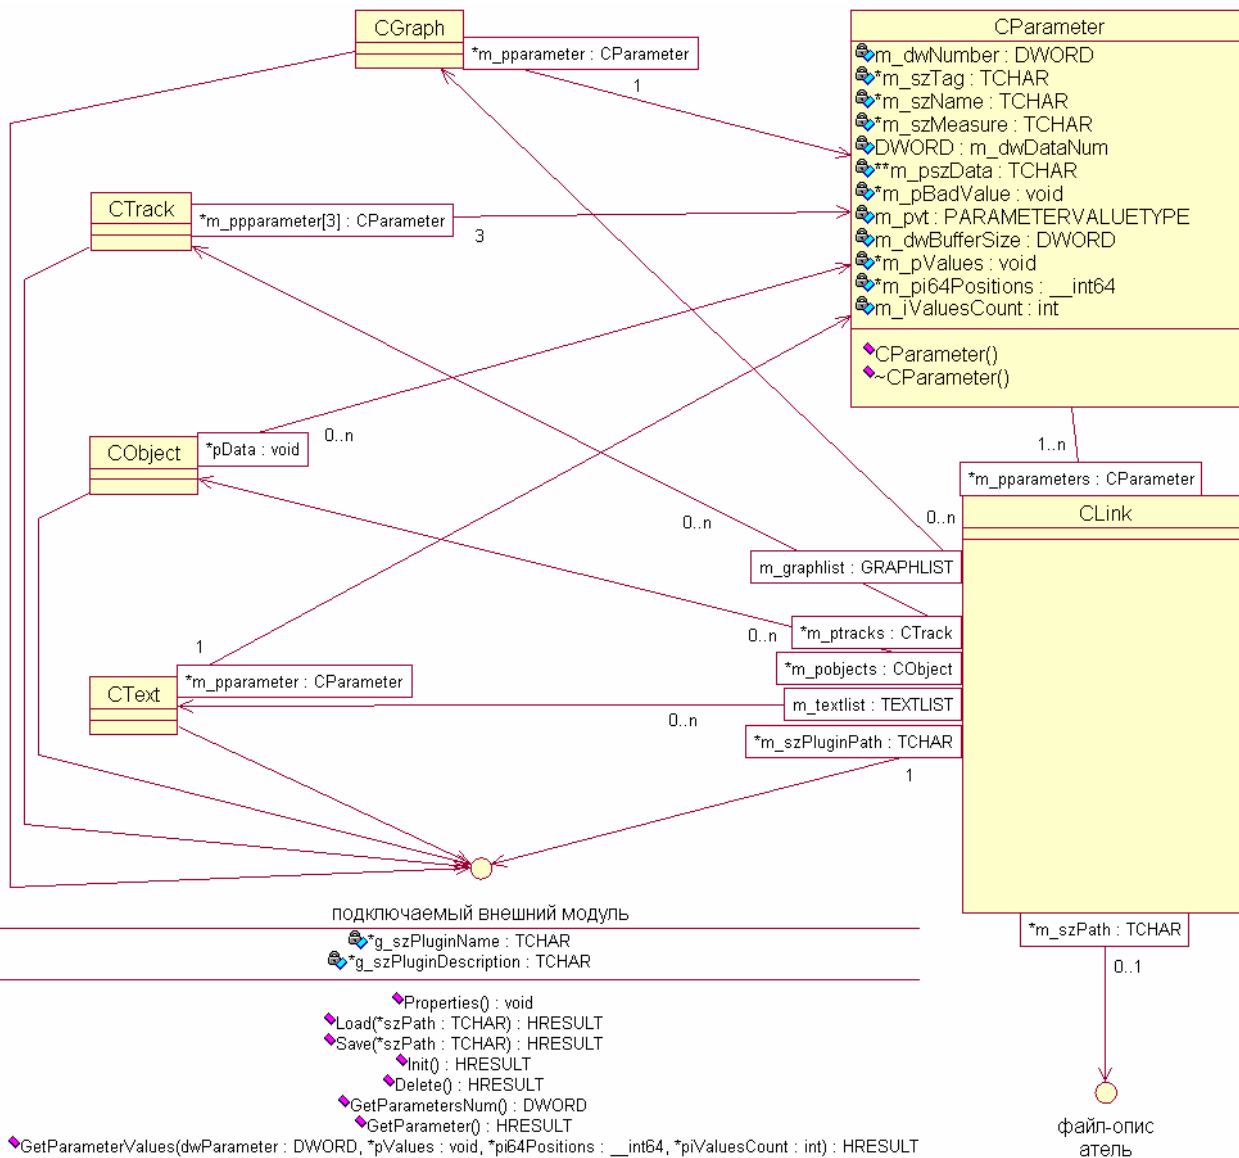 CGraph
*m_pparameter : CParameter
1
CParameter
m_dwNumber : DWORD
*m_szTag : TCHAR
*m_szName : TCHAR
*m_szMeasure : TCHAR
DWORD : m_dwDataNum
**m_pszData : TCHAR
*m_pBadValue : void
m_pvt : PARAMETERVALUETYPE
m_dwBufferSize : DWORD
*m_pValues : void
*m_pi64Positions : __int64
m_iValuesCount : int
CParameter()
~CParameter()
CTrack
*m_ppparameter[3] : CParameter
3
CObject
*pData : void
0..n
1..n
*m_pparameters : CParameter
CLink
0..n
0..n
m_graphlist : GRAPHLIST
*m_ptracks : CTrack
0..n
*m_pobjects : CObject
1
*m_pparameter : CParameter
CText
m_textlist : TEXTLIST
0..n
*m_szPluginPath : TCHAR
1
подключаемый внешний модуль
*g_szPluginName : TCHAR
*g_szPluginDescription : TCHAR
Properties() : void
Load(*szPath : TCHAR) : HRESULT
Save(*szPath : TCHAR) : HRESULT
Init() : HRESULT
Delete() : HRESULT
GetParametersNum() : DWORD
GetParameter() : HRESULT
GetParameterValues(dwParameter : DWORD, *pValues : void, *pi64Positions : __int64, *piValuesCount : int) : HRESULT
*m_szPath : TCHAR
0..1
файл-опис
атель